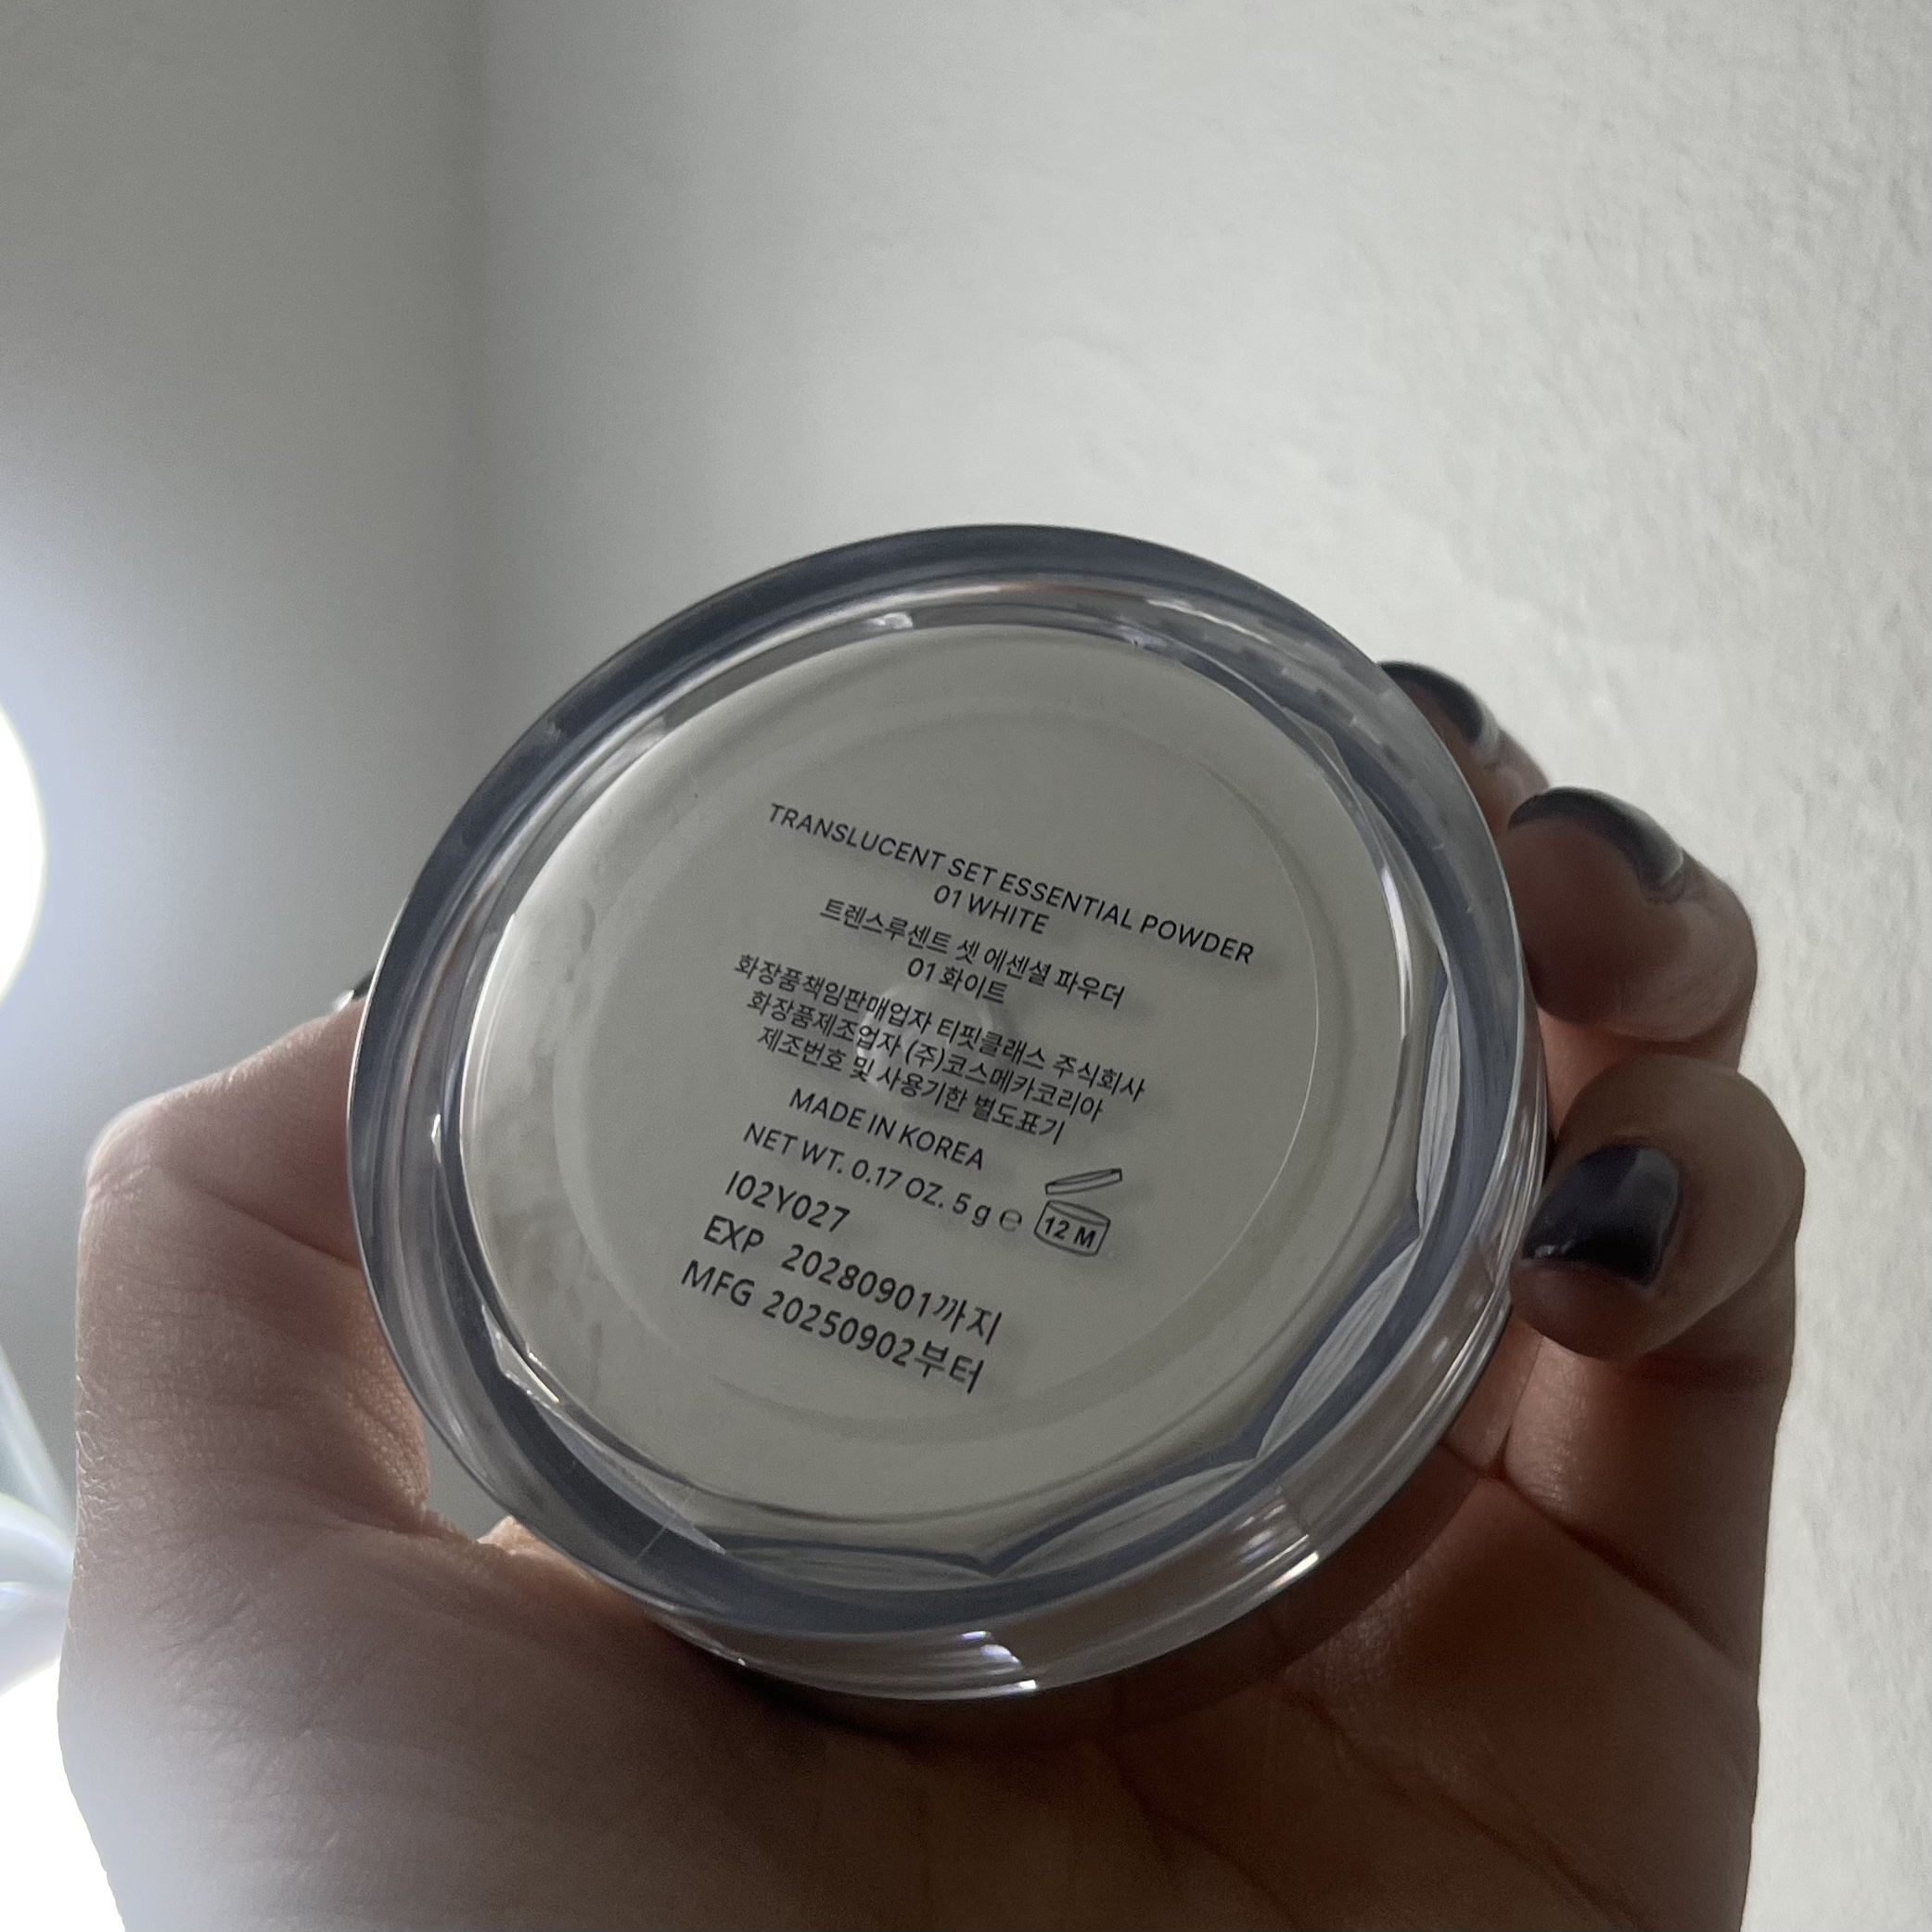 TRANSLUCENT SET ESSENTIAL POWDER
01 WHITE
트렌스루센트 셋 에센셜 파우더
01 화이트
화장품책임판매업자 티핏클래스 주식회사
화장품제조업자 (주)코스메카코리아
제조번호 및 사용기한 별도표기
MADE IN KOREA
NET WT. 0.17 OZ. 5 g ℮
12 M
I02Y027
EXP 20280901까지
MFG 20250902부터